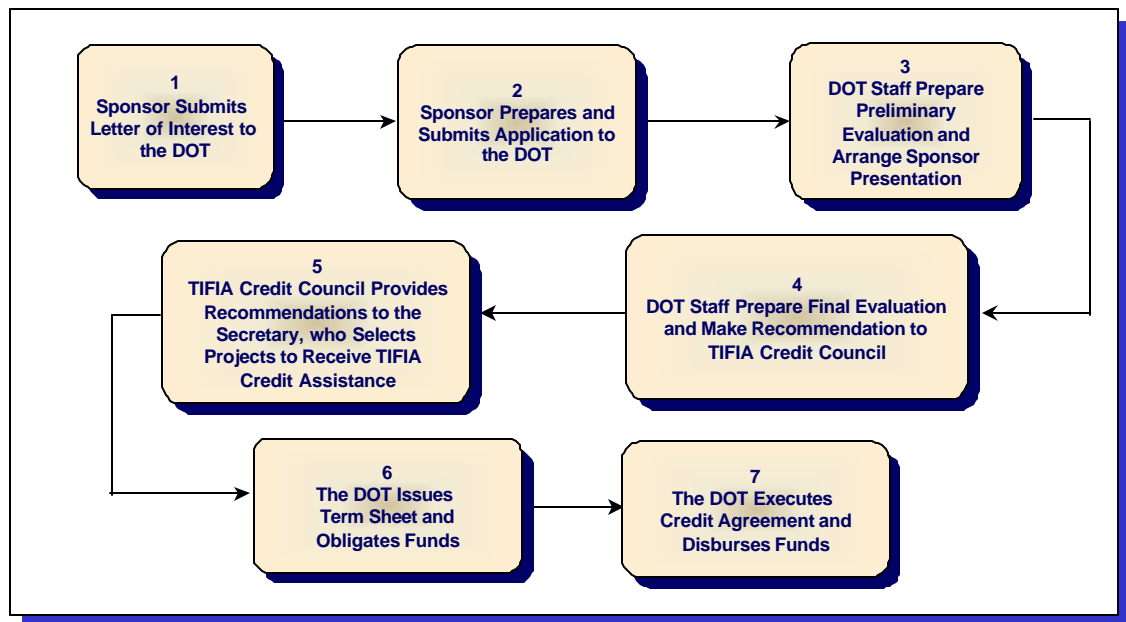 1
Sponsor Submits
Letter of Interest to
the DOT
2
Sponsor Prepares and
Submits Application to
the DOT
3
DOT Staff Prepare
Preliminary
Evaluation and
Arrange Sponsor
Presentation
4
DOT Staff Prepare Final Evaluation
and Make Recommendation to
TIFIA Credit Council
5
TIFIA Credit Council Provides
Recommendations to the
Secretary, who Selects
Projects to Receive TIFIA
Credit Assistance
6
The DOT Issues
Term Sheet and
Obligates Funds
7
The DOT Executes
Credit Agreement and
Disburses Funds